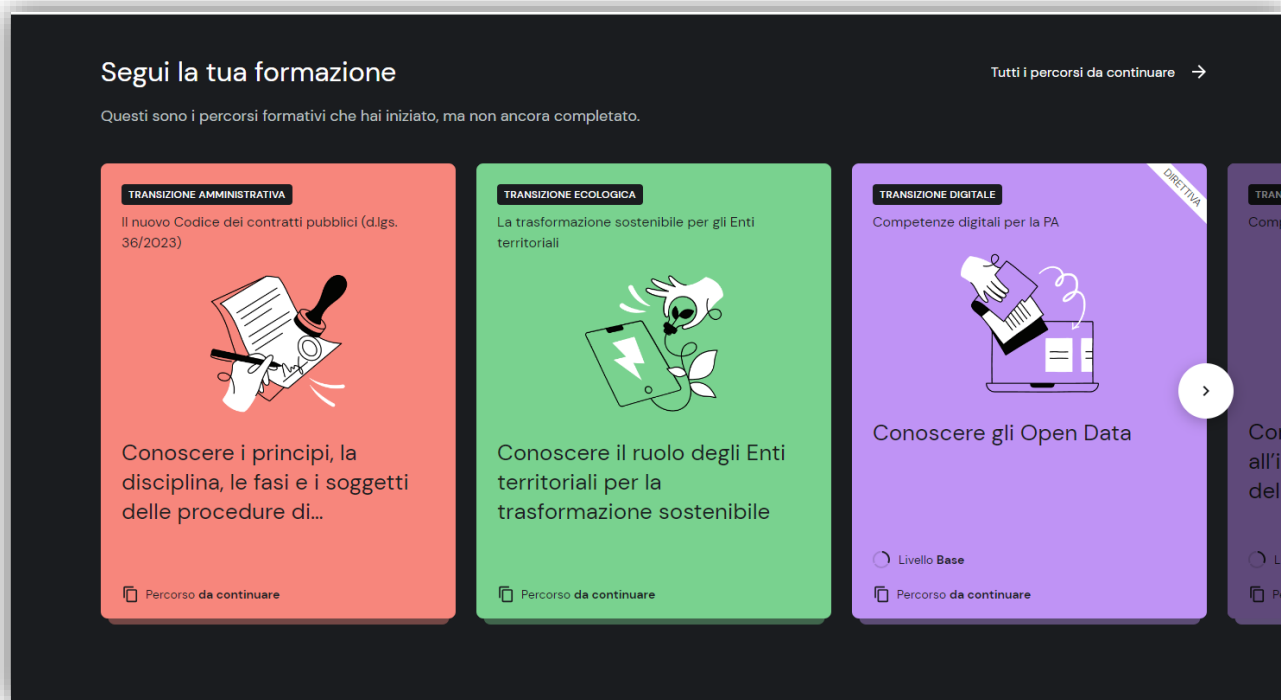 Segui la tua formazione
Tutti i percorsi da continuare
Questi sono i percorsi formativi che hai iniziato, ma non ancora completato.
TRANSIZIONE AMMINISTRATIVA
Il nuovo Codice dei contratti pubblici (d.lgs.
36/2023)
Conoscere i principi, la
disciplina, le fasi e i soggetti
delle procedure di...
Percorso da continuare
TRANSIZIONE ECOLOGICA
La trasformazione sostenibile per gli Enti
territoriali
Conoscere il ruolo degli Enti
territoriali per la
trasformazione sostenibile
Percorso da continuare
DIRETTIVA
TRANSIZIONE DIGITALE
Competenze digitali per la PA
Conoscere gli Open Data
Livello Base
Percorso da continuare